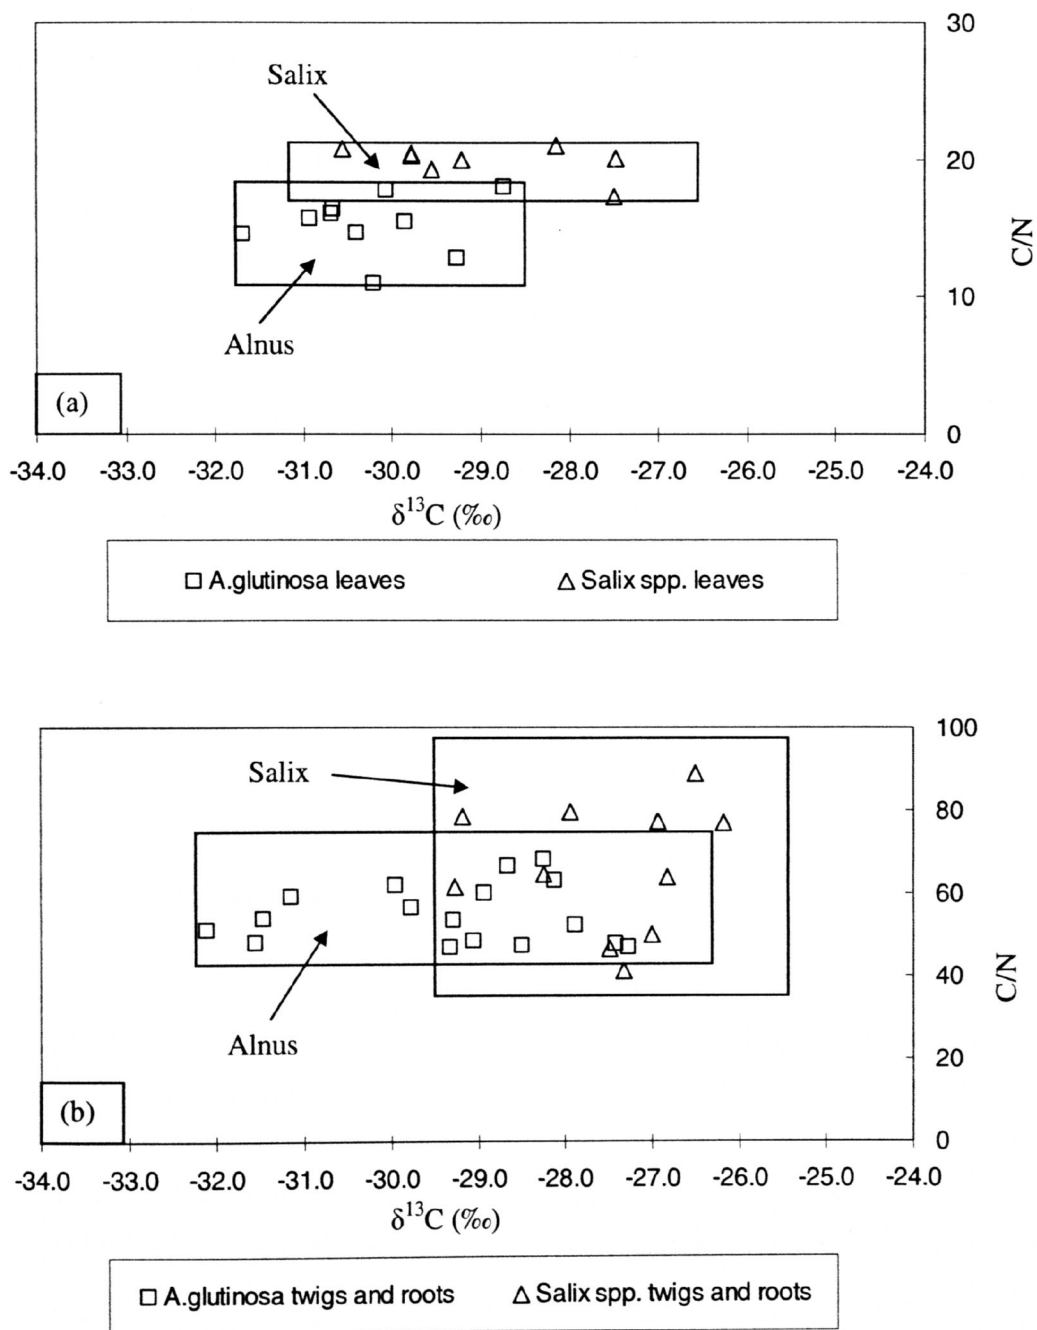 30
Salix
20
C/N
10
Alnus
(a)
0
-34.0 -33.0 -32.0 -31.0 -30.0 -29.0 -28.0 -27.0 -26.0 -25.0 -24.0
δ¹³C (‰)
A.glutinosa leaves Salix spp. leaves
100
Salix
80
60
C/N
40
Alnus
20
(b)
0
-34.0 -33.0 -32.0 -31.0 -30.0 -29.0 -28.0 -27.0 -26.0 -25.0 -24.0
δ¹³C (‰)
A.glutinosa twigs and roots Salix spp. twigs and roots